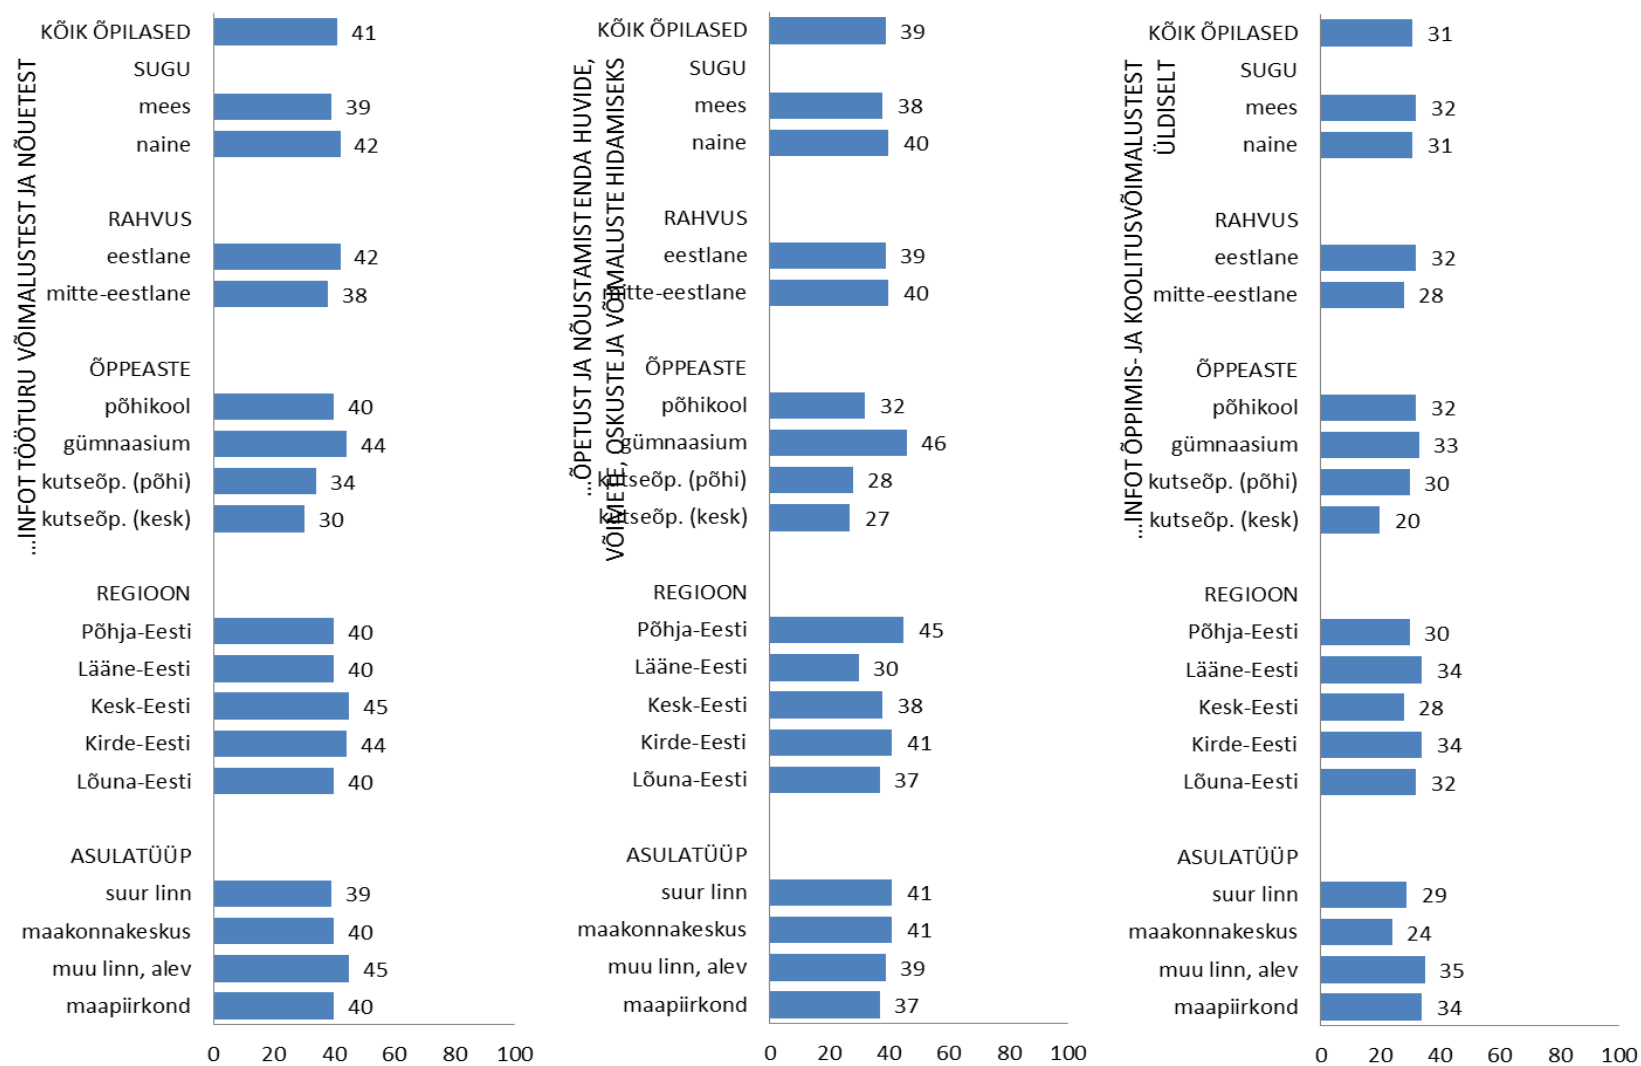 ...INFOT TÖÖTURU VÕIMALUSTEST JA NÕUETEST
KÕIK ÕPILASED 41
SUGU
mees 39
naine 42
RAHVUS
eestlane 42
mitte-eestlane 38
ÕPPEASTE
põhikool 40
gümnaasium 44
kutseõp. (põhi) 34
kutseõp. (kesk) 30
REGIOON
Põhja-Eesti 40
Lääne-Eesti 40
Kesk-Eesti 45
Kirde-Eesti 44
Lõuna-Eesti 40
ASULATÜÜP
suur linn 39
maakonnakeskus 40
muu linn, alev 45
maapiirkond 40
0 20 40 60 80 100
...ÕPETUST JA NÕUSTAMIST ENDA HUVIDE,
VÕIMETE, OSKUSTE JA VÕIMALUSTE HIDAMISEKS
KÕIK ÕPILASED 39
SUGU
mees 38
naine 40
RAHVUS
eestlane 39
mitte-eestlane 40
ÕPPEASTE
põhikool 32
gümnaasium 46
kutseõp. (põhi) 28
kutseõp. (kesk) 27
REGIOON
Põhja-Eesti 45
Lääne-Eesti 30
Kesk-Eesti 38
Kirde-Eesti 41
Lõuna-Eesti 37
ASULATÜÜP
suur linn 41
maakonnakeskus 41
muu linn, alev 39
maapiirkond 37
0 20 40 60 80 100
...INFOT ÕPPIMIS- JA KOOLITUSVÕIMALUSTEST
ÜLDISELT
KÕIK ÕPILASED 31
SUGU
mees 32
naine 31
RAHVUS
eestlane 32
mitte-eestlane 28
ÕPPEASTE
põhikool 32
gümnaasium 33
kutseõp. (põhi) 30
kutseõp. (kesk) 20
REGIOON
Põhja-Eesti 30
Lääne-Eesti 34
Kesk-Eesti 28
Kirde-Eesti 34
Lõuna-Eesti 32
ASULATÜÜP
suur linn 29
maakonnakeskus 24
muu linn, alev 35
maapiirkond 34
0 20 40 60 80 100